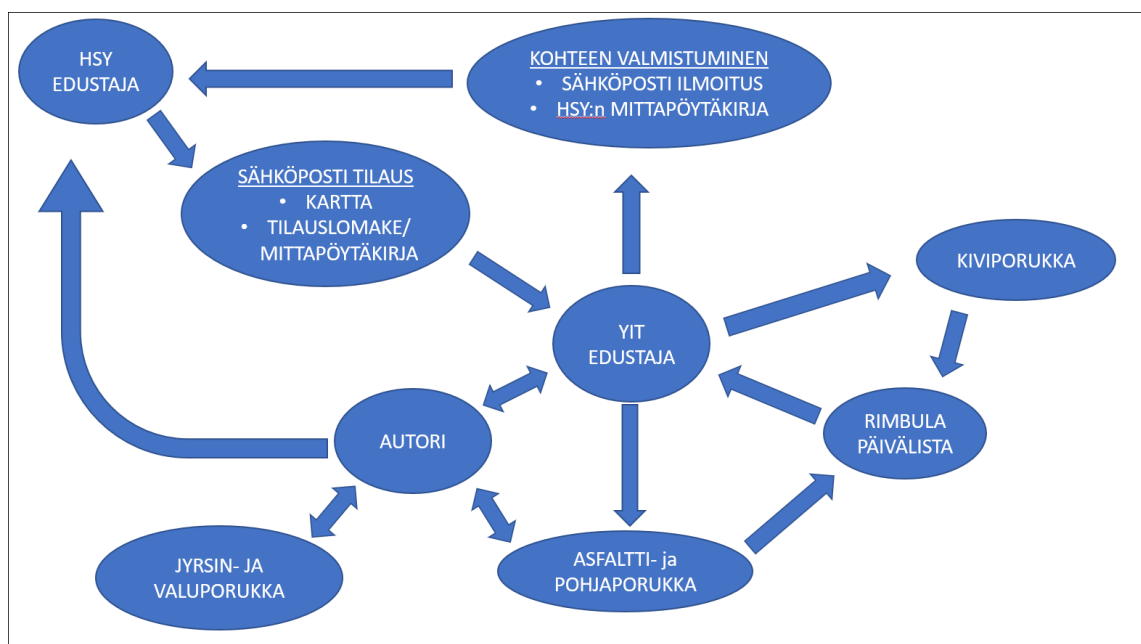 HSY
EDUSTAJA
KOHTEEN VALMISTUMINEN
• SÄHKÖPOSTI ILMOITUS
• HSY:n MITTAPÖYTÄKIRJA
SÄHKÖPOSTI TILAUS
• KARTTA
• TILAUSLOMAKE/
MITTAPÖYTÄKIRJA
KIVIPORUKKA
YIT
EDUSTAJA
RIMBULA
PÄIVÄLISTA
AUTORI
JYRSIN- JA
VALUPORUKKA
ASFALTTI- ja
POHJAPORUKKA